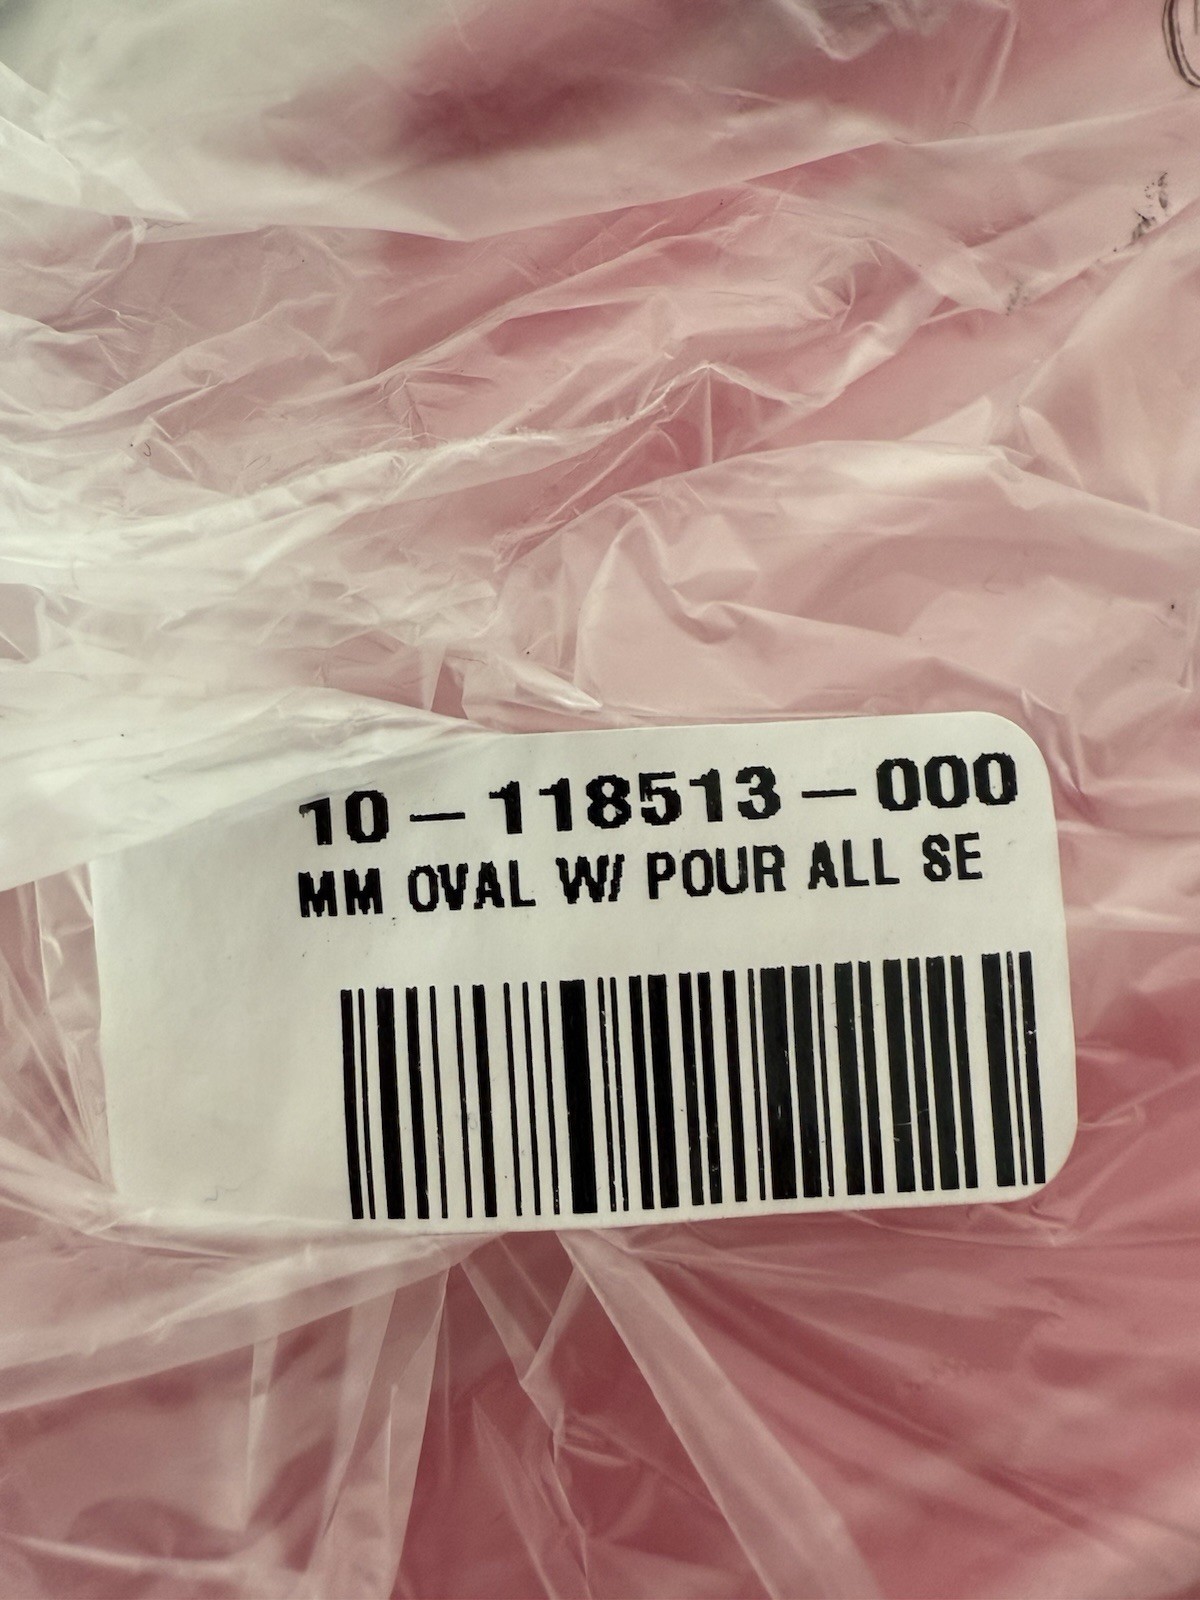 10-118513-000
MM OVAL W/ POUR ALL SE